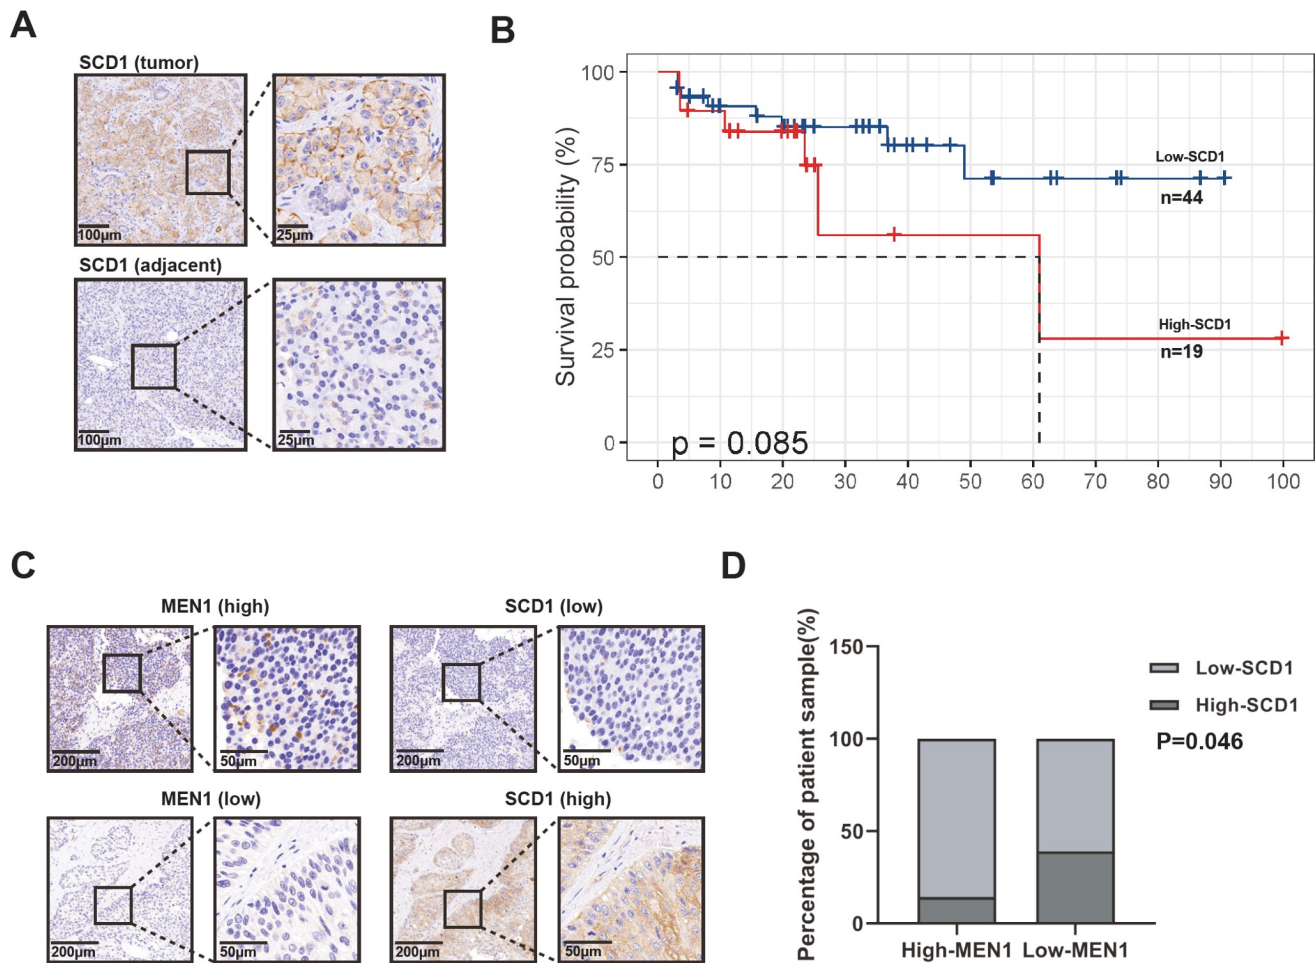 A
SCD1 (tumor)
100μm
25μm
SCD1 (adjacent)
100μm
25μm
B
Survival probability (%)
100
75
50
25
0
Low-SCD1
n=44
High-SCD1
n=19
p = 0.085
0 10 20 30 40 50 60 70 80 90 100
C
MEN1 (high)
SCD1 (low)
200μm
50μm
200μm
50μm
MEN1 (low)
SCD1 (high)
200μm
50μm
200μm
50μm
D
Percentage of patient sample(%)
150
100
50
0
High-MEN1 Low-MEN1
Low-SCD1
High-SCD1
P=0.046